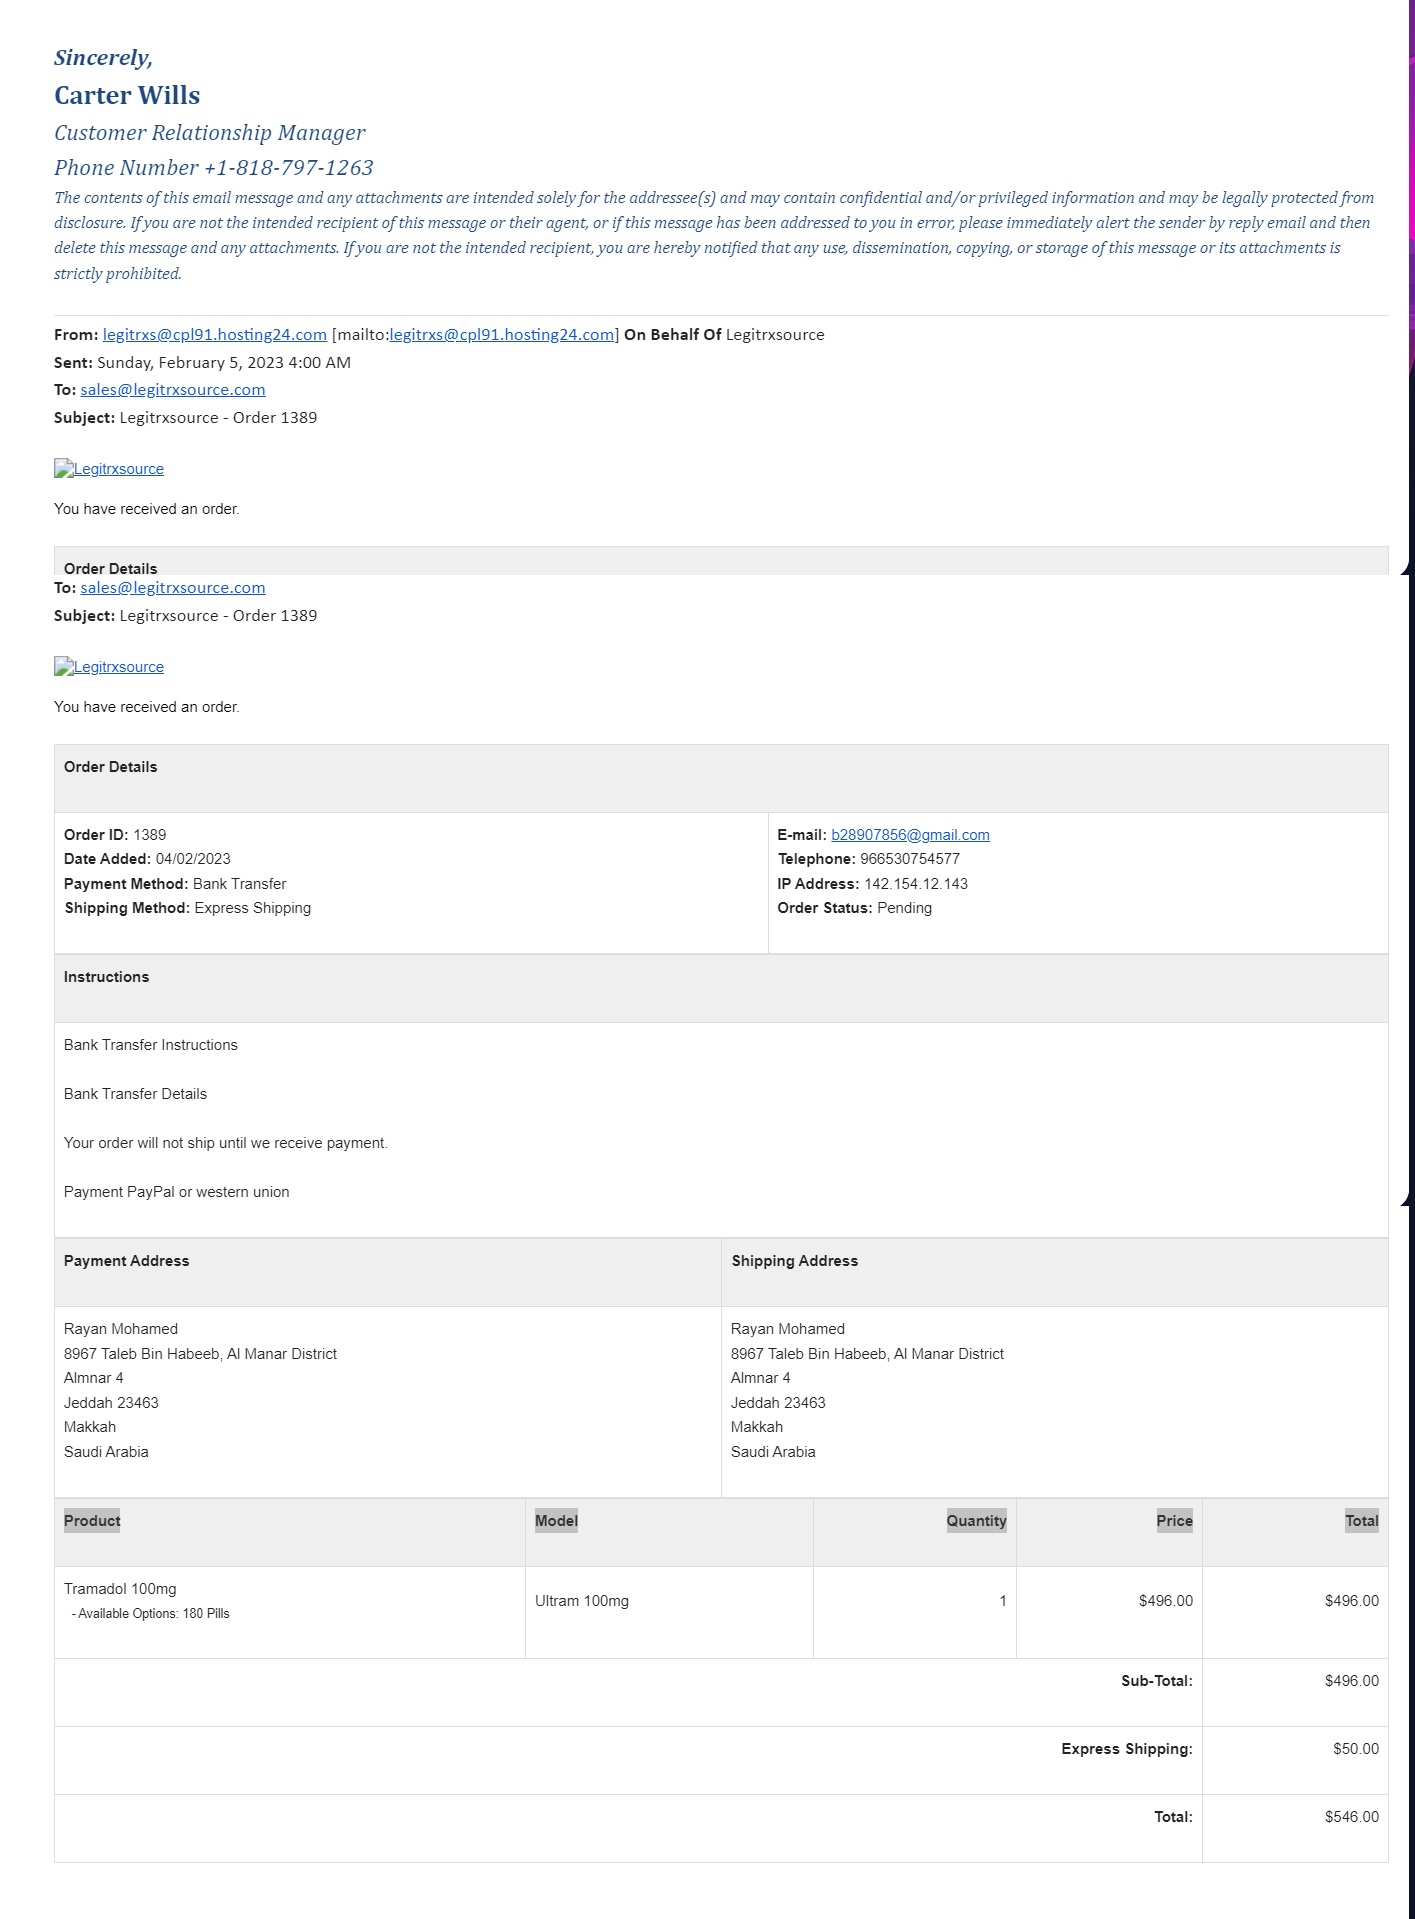 Sincerely,
Carter Wills
Customer Relationship Manager
Phone Number +1-818-797-1263
The contents of this email message and any attachments are intended solely for the addressee(s) and may contain confidential and/or privileged information and may be legally protected from
disclosure. If you are not the intended recipient of this message or their agent, or if this message has been addressed to you in error, please immediately alert the sender by reply email and then
delete this message and any attachments. If you are not the intended recipient, you are hereby notified that any use, dissemination, copying, or storage of this message or its attachments is
strictly prohibited.
From: legitrxs@cpl91.hosting24.com [mailto:legitrxs@cpl91.hosting24.com] On Behalf Of Legitrxsource
Sent: Sunday, February 5, 2023 4:00 AM
To: sales@legitrxsource.com
Subject: Legitrxsource - Order 1389
Legitrxsource
You have received an order.
Order Details
To: sales@legitrxsource.com
Subject: Legitrxsource - Order 1389
Legitrxsource
You have received an order.
Order Details
Order ID: 1389
Date Added: 04/02/2023
Payment Method: Bank Transfer
Shipping Method: Express Shipping
E-mail: b28907856@gmail.com
Telephone: 966530754577
IP Address: 142.154.12.143
Order Status: Pending
Instructions
Bank Transfer Instructions
Bank Transfer Details
Your order will not ship until we receive payment.
Payment PayPal or western union
Payment Address
Rayan Mohamed
8967 Taleb Bin Habeeb, Al Manar District
Almnar 4
Jeddah 23463
Makkah
Saudi Arabia
Shipping Address
Rayan Mohamed
8967 Taleb Bin Habeeb, Al Manar District
Almnar 4
Jeddah 23463
Makkah
Saudi Arabia
Product Model Quantity Price Total
Tramadol 100mg
- Available Options: 180 Pills
Ultram 100mg 1 $496.00 $496.00
Sub-Total: $496.00
Express Shipping: $50.00
Total: $546.00